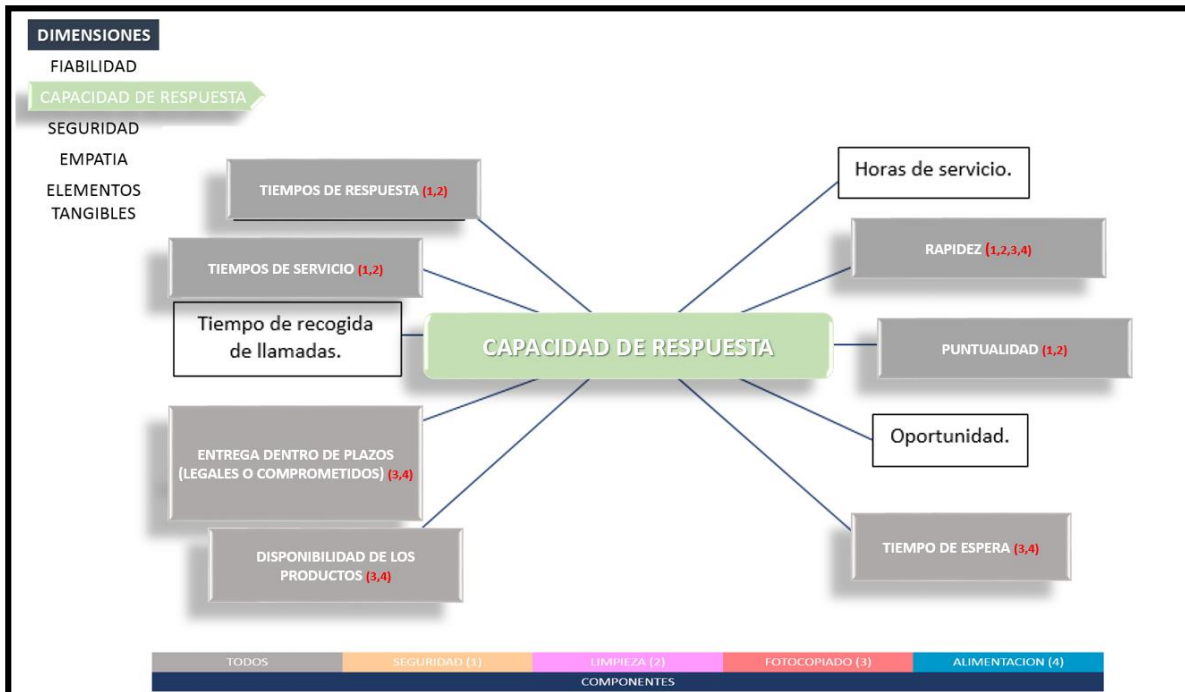 DIMENSIONES
FIABILIDAD
CAPACIDAD DE RESPUESTA
SEGURIDAD
EMPATIA
ELEMENTOS
TANGIBLES
TIEMPOS DE RESPUESTA (1,2)
TIEMPOS DE SERVICIO (1,2)
Tiempo de recogida
de llamadas.
ENTREGA DENTRO DE PLAZOS
(LEGALES O COMPROMETIDOS) (3,4)
DISPONIBILIDAD DE LOS
PRODUCTOS (3,4)
CAPACIDAD DE RESPUESTA
Horas de servicio.
RAPIDEZ (1,2,3,4)
PUNTUALIDAD (1,2)
Oportunidad.
TIEMPO DE ESPERA (3,4)
TODOS
SEGURIDAD (1)
LIMPIEZA (2)
FOTOCOPIADO (3)
ALIMENTACION (4)
COMPONENTES